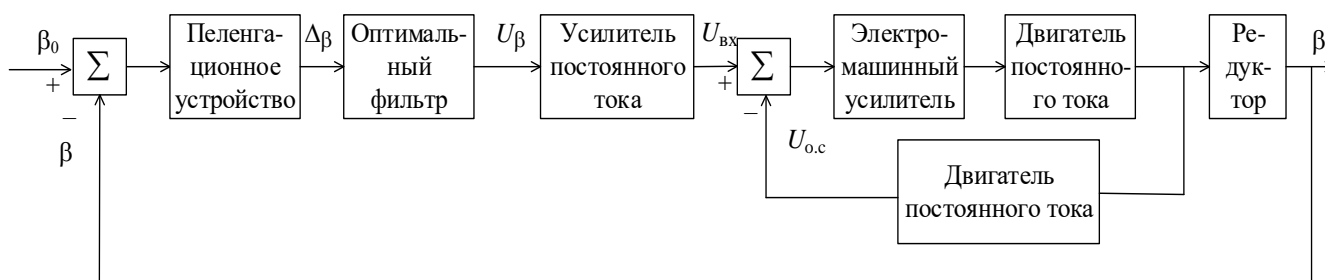 β₀
+
−
β
Σ
Пеленга-
ционное
устройство
Δβ
Оптималь-
ный
фильтр
Uβ
Усилитель
постоянного
тока
Uвх
+
−
Σ
Uо.с
Электро-
машинный
усилитель
Двигатель
постоянно-
го тока
Ре-
дук-
тор
β
Двигатель
постоянного тока